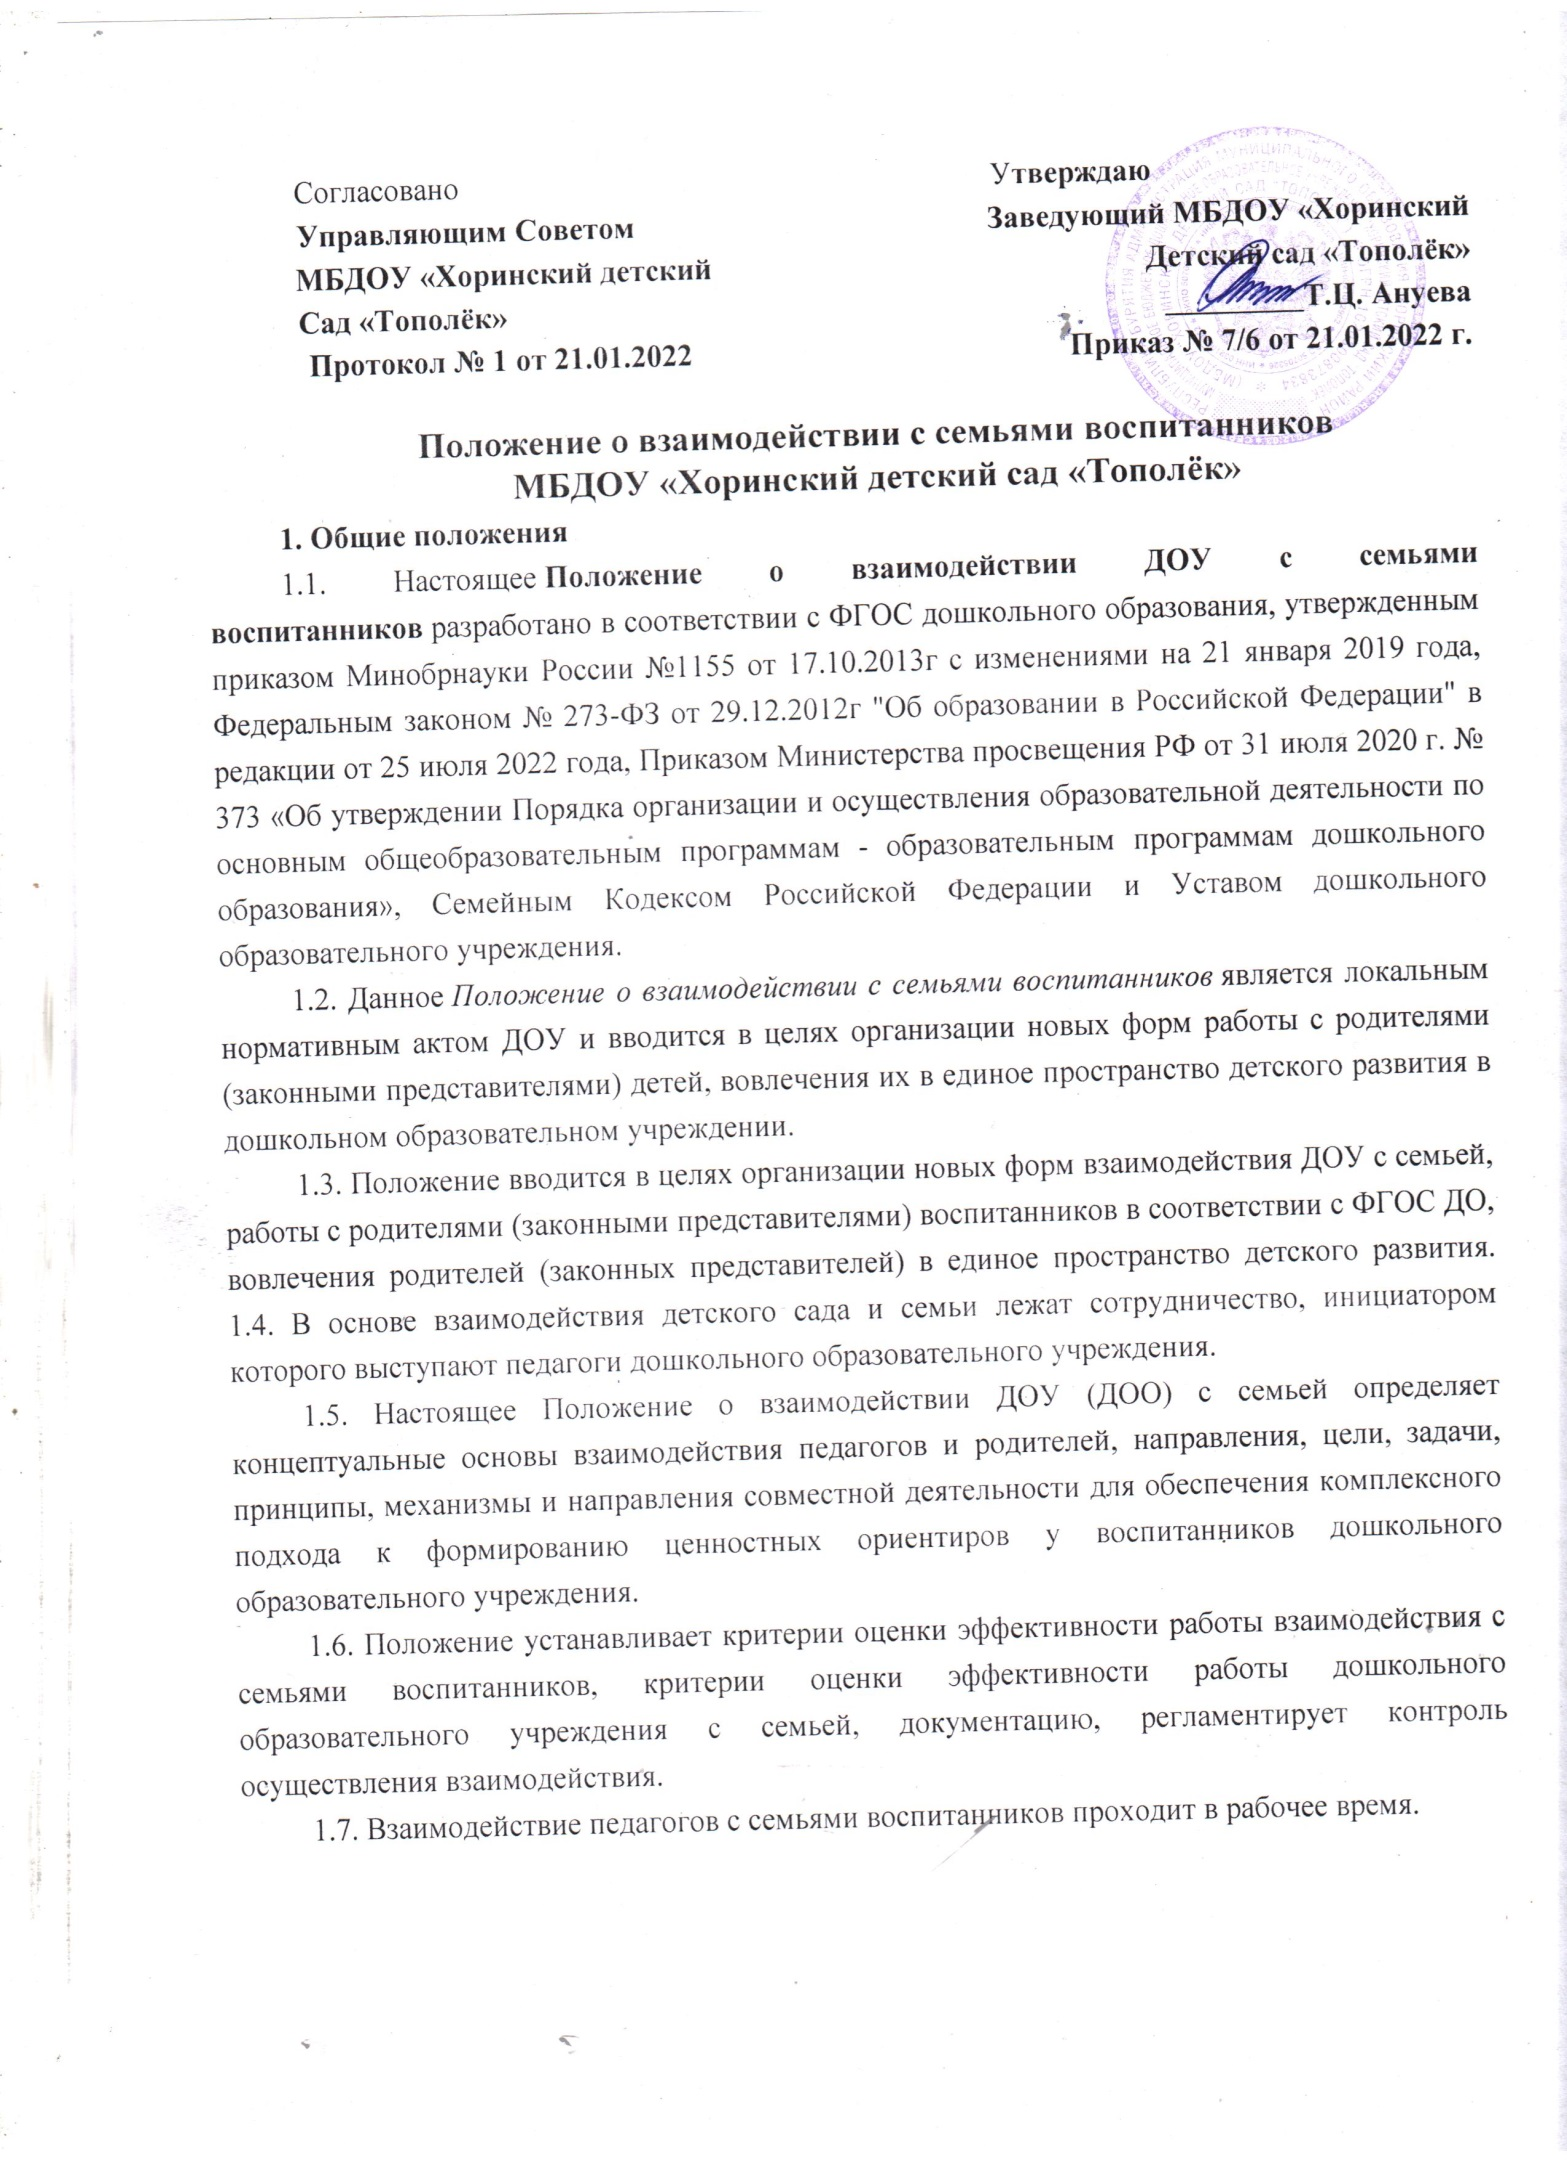 Согласовано
Управляющим Советом
МБДОУ «Хоринский детский
Сад «Тополёк»
Протокол № 1 от 21.01.2022
Утверждаю
Заведующий МБДОУ «Хоринский
Детский сад «Тополёк»
Т.Ц. Ануева
Приказ № 7/6 от 21.01.2022 г.
Положение о взаимодействии с семьями воспитанников
МБДОУ «Хоринский детский сад «Тополёк»
1. Общие положения
1.1. Настоящее Положение о взаимодействии ДОУ с семьями
воспитанников разработано в соответствии с ФГОС дошкольного образования, утвержденным
приказом Минобрнауки России №1155 от 17.10.2013г с изменениями на 21 января 2019 года,
Федеральным законом № 273-ФЗ от 29.12.2012г "Об образовании в Российской Федерации" в
редакции от 25 июля 2022 года, Приказом Министерства просвещения РФ от 31 июля 2020 г. №
373 «Об утверждении Порядка организации и осуществления образовательной деятельности по
основным общеобразовательным программам - образовательным программам дошкольного
образования», Семейным Кодексом Российской Федерации и Уставом дошкольного
образовательного учреждения.
1.2. Данное Положение о взаимодействии с семьями воспитанников является локальным
нормативным актом ДОУ и вводится в целях организации новых форм работы с родителями
(законными представителями) детей, вовлечения их в единое пространство детского развития в
дошкольном образовательном учреждении.
1.3. Положение вводится в целях организации новых форм взаимодействия ДОУ с семьей,
работы с родителями (законными представителями) воспитанников в соответствии с ФГОС ДО,
вовлечения родителей (законных представителей) в единое пространство детского развития.
1.4. В основе взаимодействия детского сада и семьи лежат сотрудничество, инициатором
которого выступают педагоги дошкольного образовательного учреждения.
1.5. Настоящее Положение о взаимодействии ДОУ (ДОО) с семьей определяет
концептуальные основы взаимодействия педагогов и родителей, направления, цели, задачи,
принципы, механизмы и направления совместной деятельности для обеспечения комплексного
подхода к формированию ценностных ориентиров у воспитанников дошкольного
образовательного учреждения.
1.6. Положение устанавливает критерии оценки эффективности работы взаимодействия с
семьями воспитанников, критерии оценки эффективности работы дошкольного
образовательного учреждения с семьей, документацию, регламентирует контроль
осуществления взаимодействия.
1.7. Взаимодействие педагогов с семьями воспитанников проходит в рабочее время.